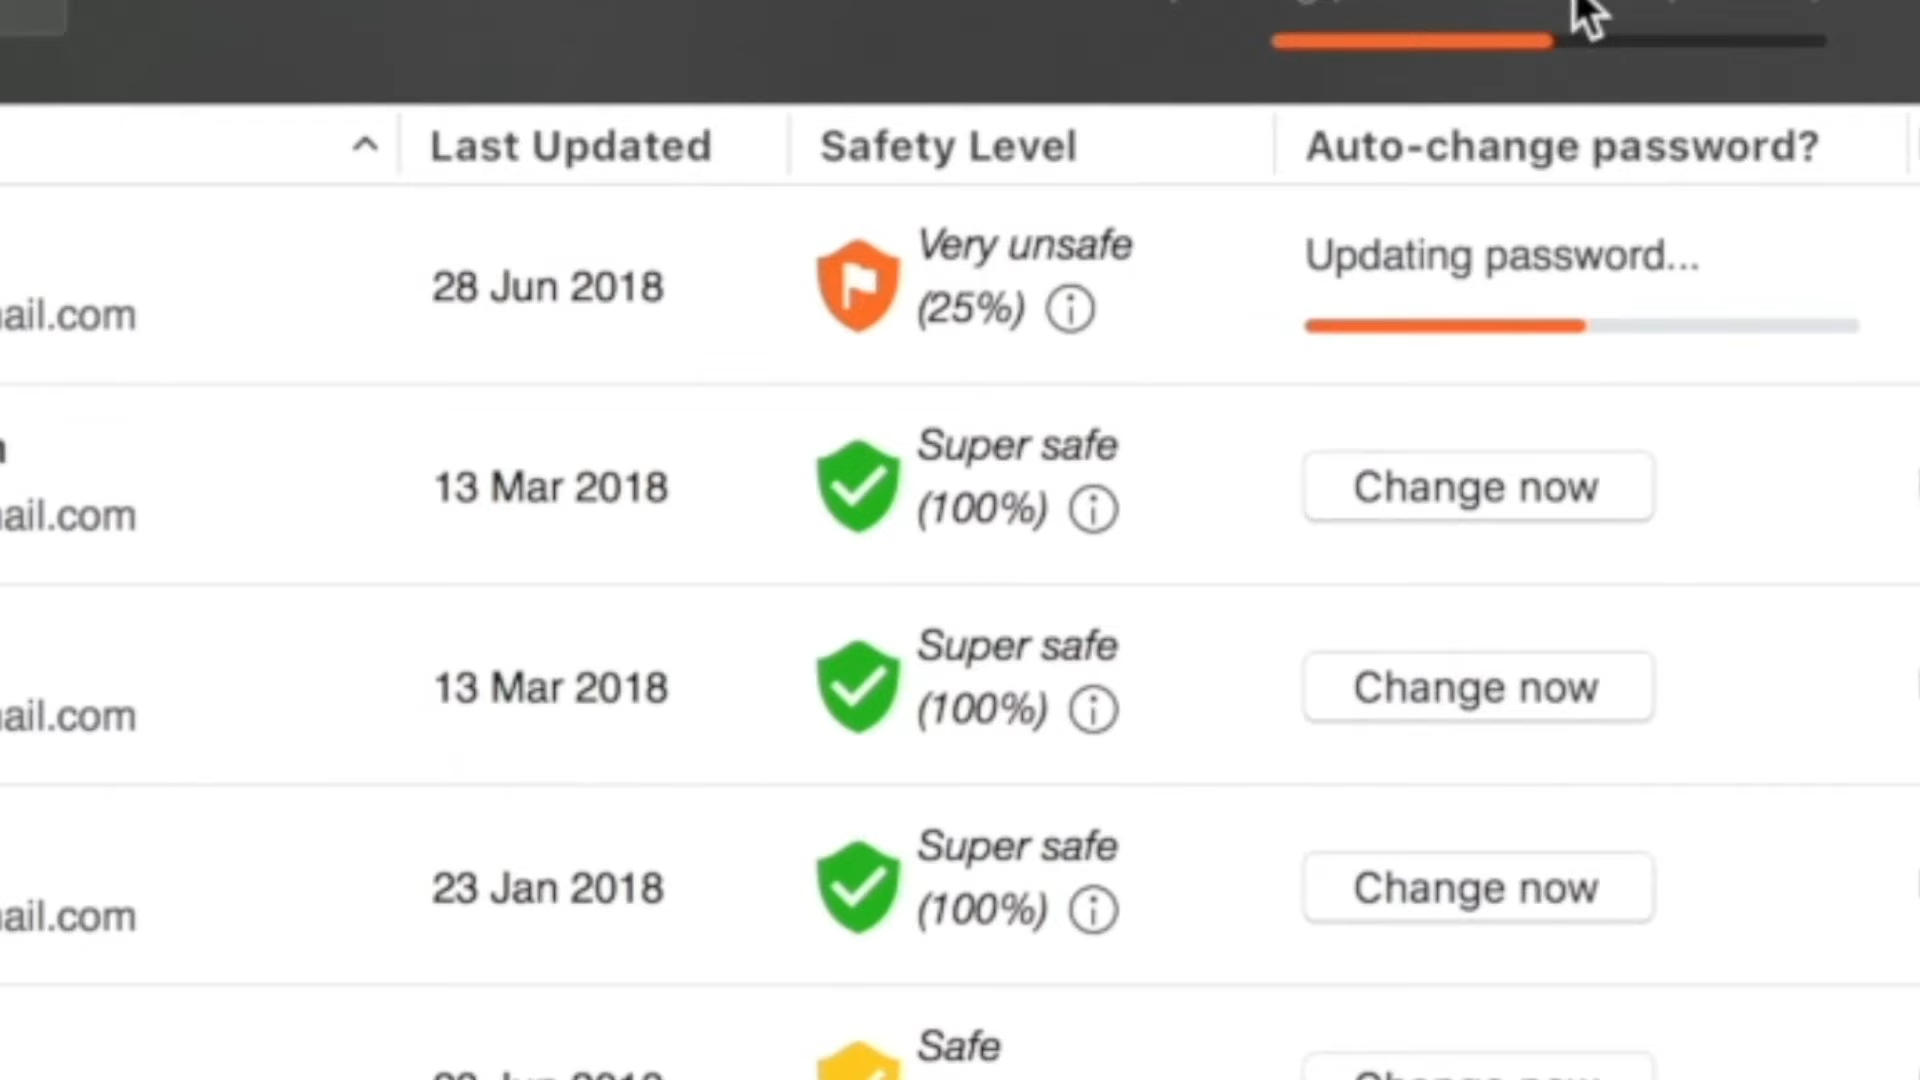 Last Updated Safety Level Auto-change password?
Very unsafe Updating password...
28 Jun 2018
ail.com (25%)
Super safe
13 Mar 2018 Change now
ail.com (100%)
Super safe
13 Mar 2018 Change now
ail.com (100%)
Super safe
23 Jan 2018 Change now
ail.com (100%)
Safe
Change now